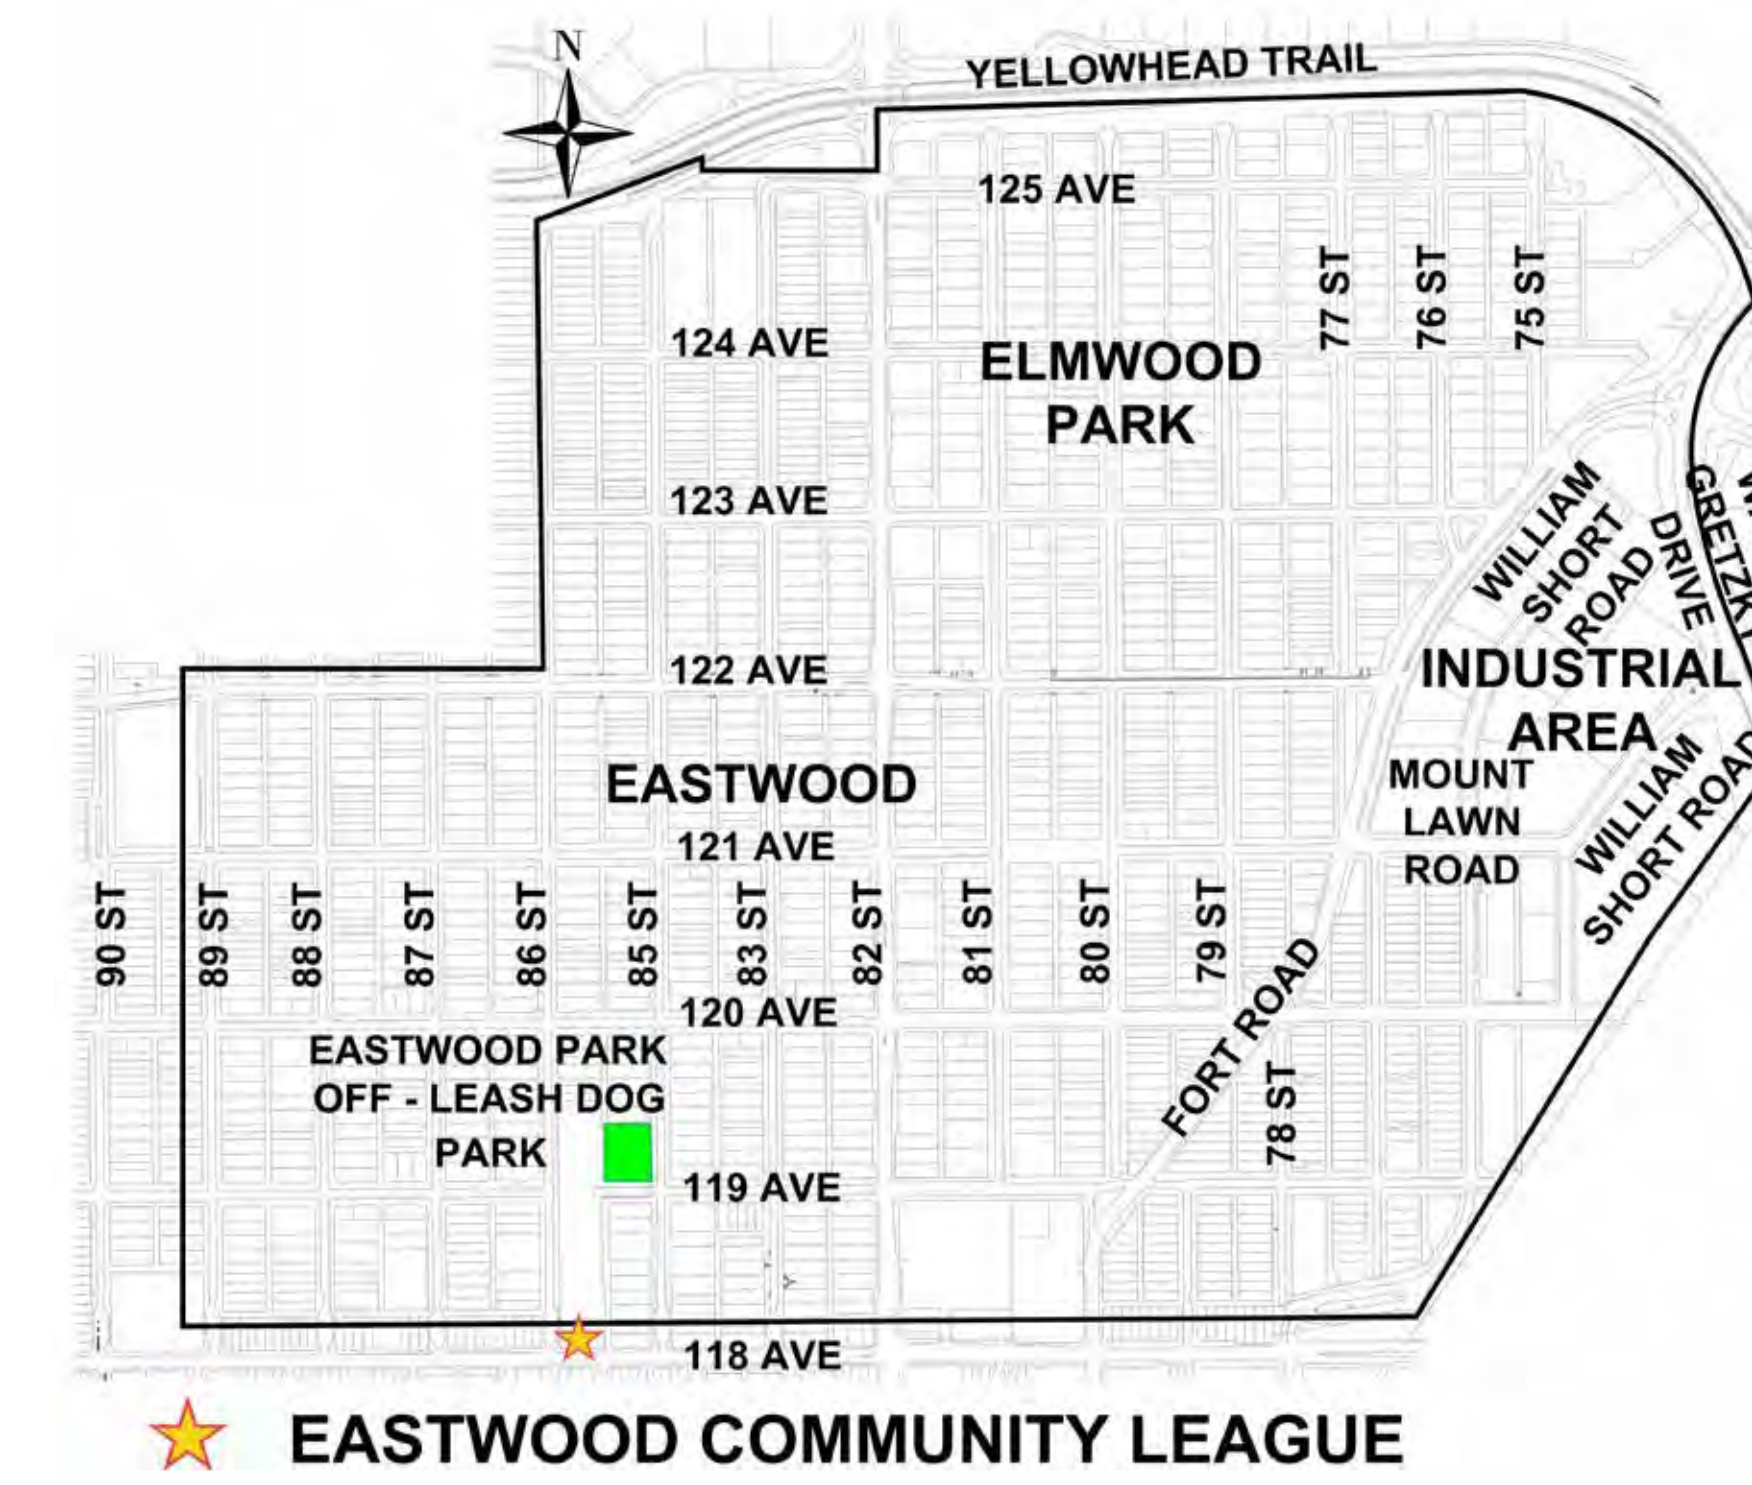 N
YELLOWHEAD TRAIL
125 AVE
77 ST
76 ST
75 ST
124 AVE
ELMWOOD
PARK
123 AVE
WILLIAM
SHORT
ROAD
GRETZKY
DRIVE
122 AVE
INDUSTRIAL
AREA
EASTWOOD
MOUNT
LAWN
ROAD
WILLIAM
SHORT ROAD
121 AVE
90 ST
89 ST
88 ST
87 ST
86 ST
85 ST
83 ST
82 ST
81 ST
80 ST
79 ST
120 AVE
FORT ROAD
78 ST
EASTWOOD PARK
OFF - LEASH DOG
PARK
119 AVE
118 AVE
EASTWOOD COMMUNITY LEAGUE